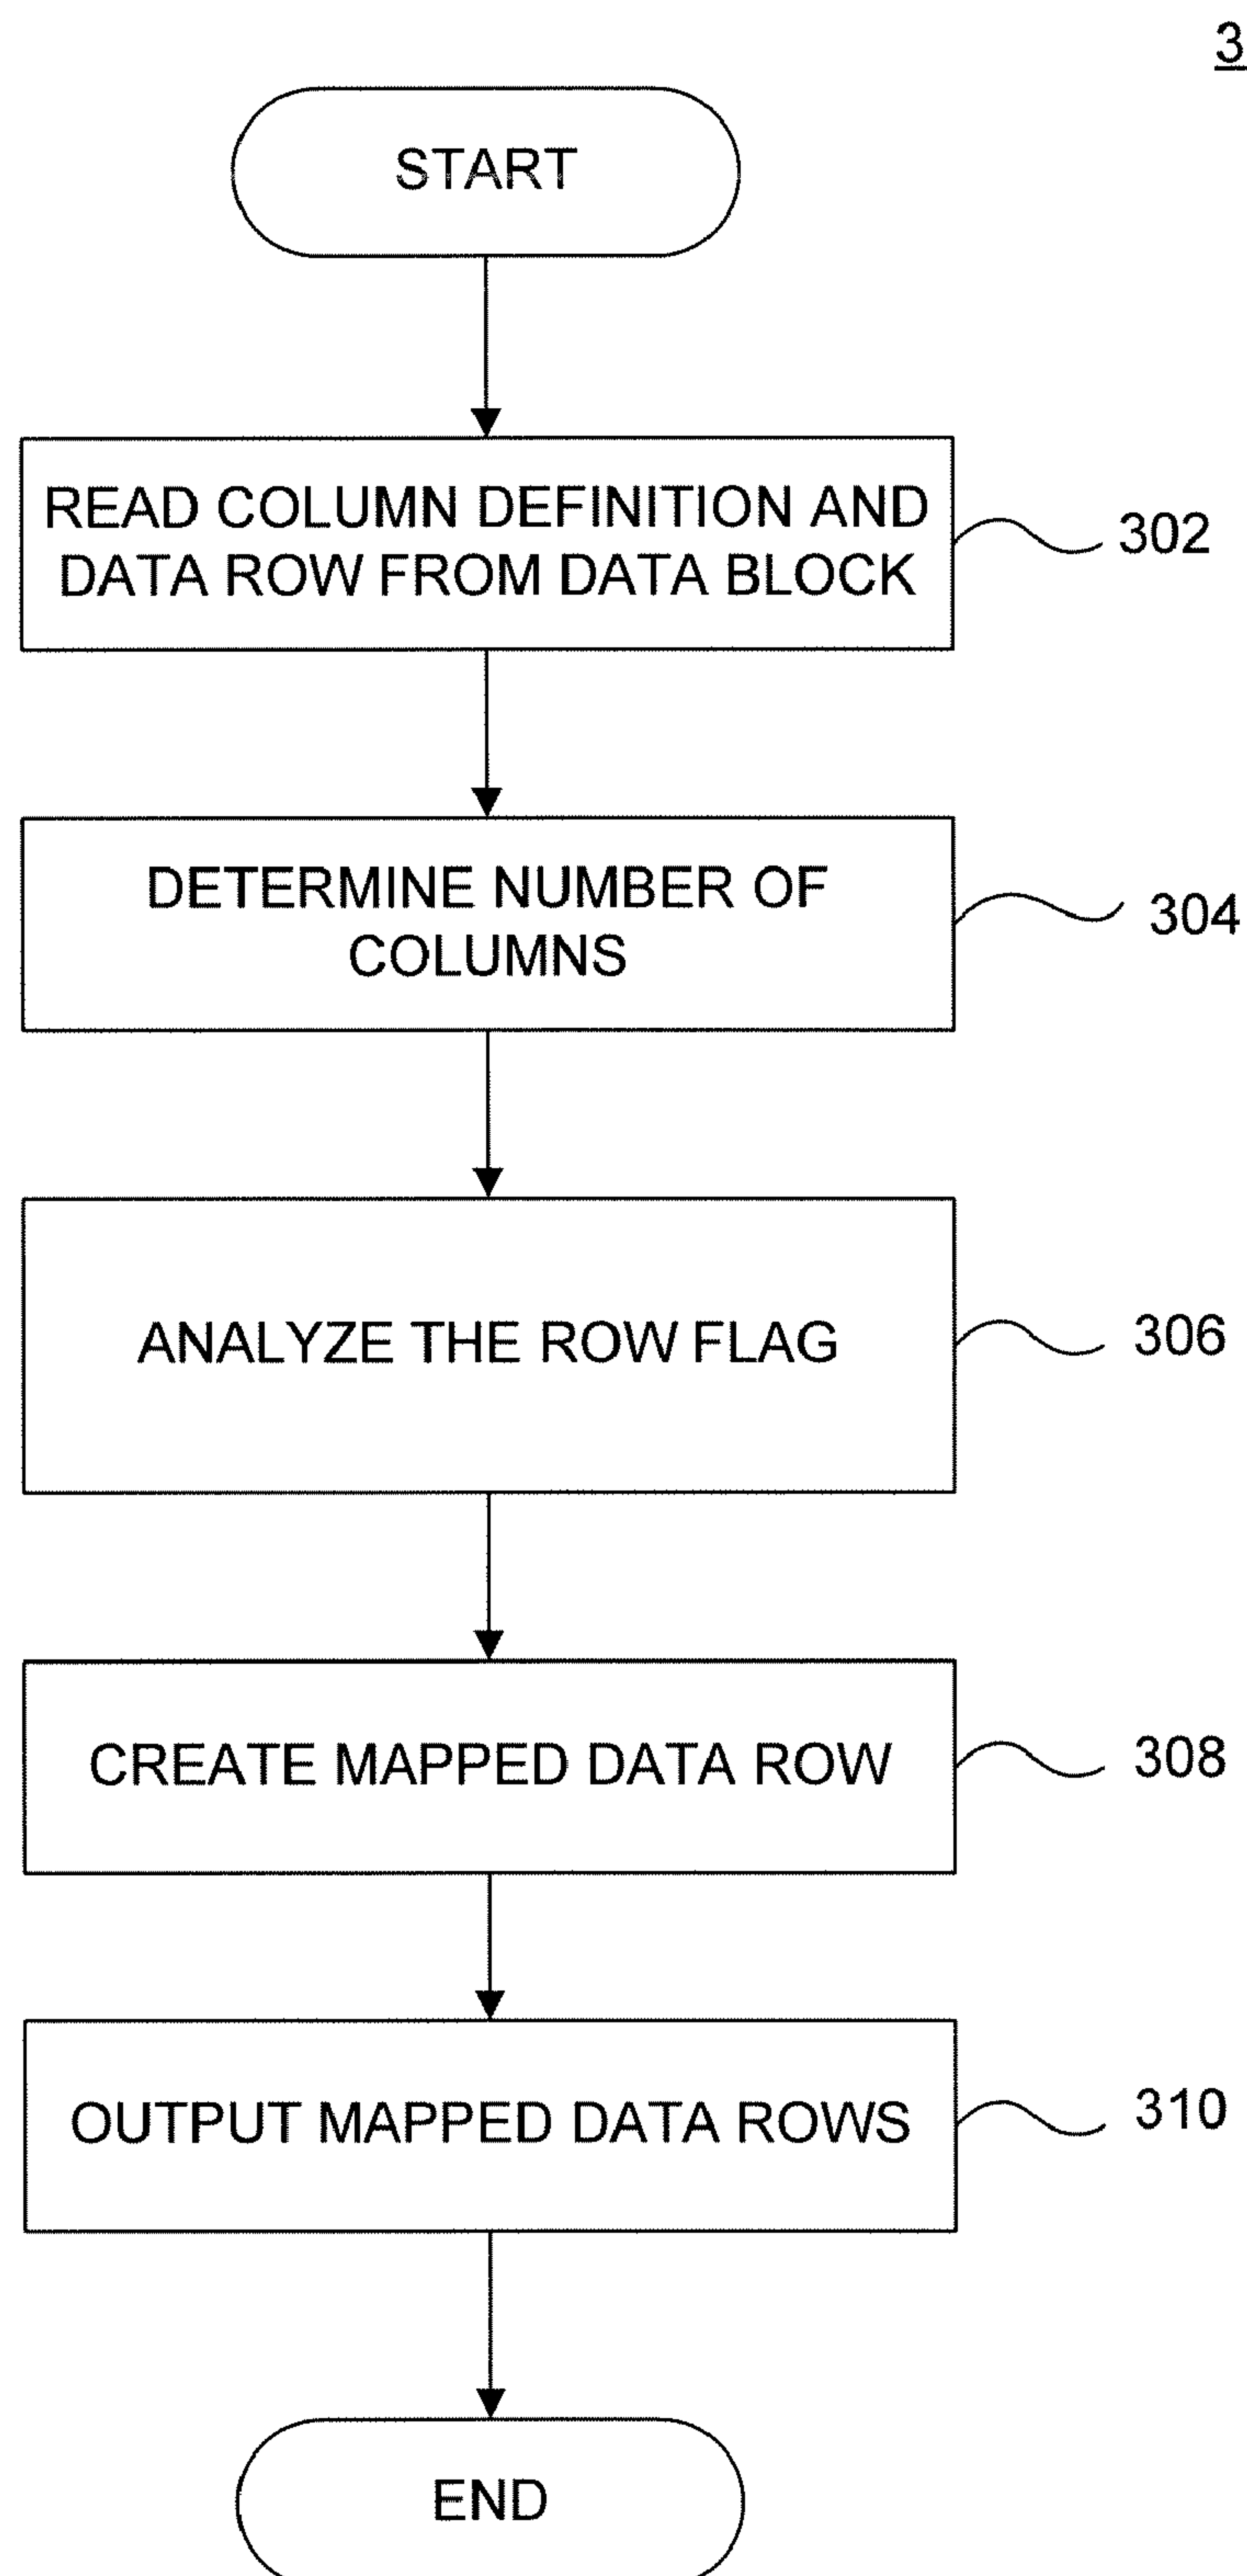 3
START
READ COLUMN DEFINITION AND
DATA ROW FROM DATA BLOCK
302
DETERMINE NUMBER OF
COLUMNS
304
ANALYZE THE ROW FLAG
306
CREATE MAPPED DATA ROW
308
OUTPUT MAPPED DATA ROWS
310
END